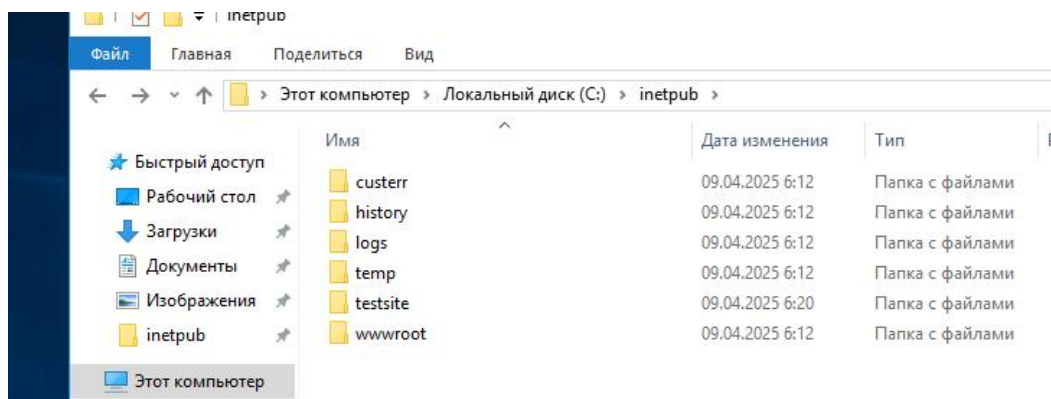 inetpub
Файл Главная Поделиться Вид
Этот компьютер > Локальный диск (C:) > inetpub >
Имя Дата изменения Тип
Быстрый доступ
Рабочий стол
Загрузки
Документы
Изображения
inetpub
Этот компьютер
custerr 09.04.2025 6:12 Папка с файлами
history 09.04.2025 6:12 Папка с файлами
logs 09.04.2025 6:12 Папка с файлами
temp 09.04.2025 6:12 Папка с файлами
testsite 09.04.2025 6:20 Папка с файлами
wwwroot 09.04.2025 6:12 Папка с файлами